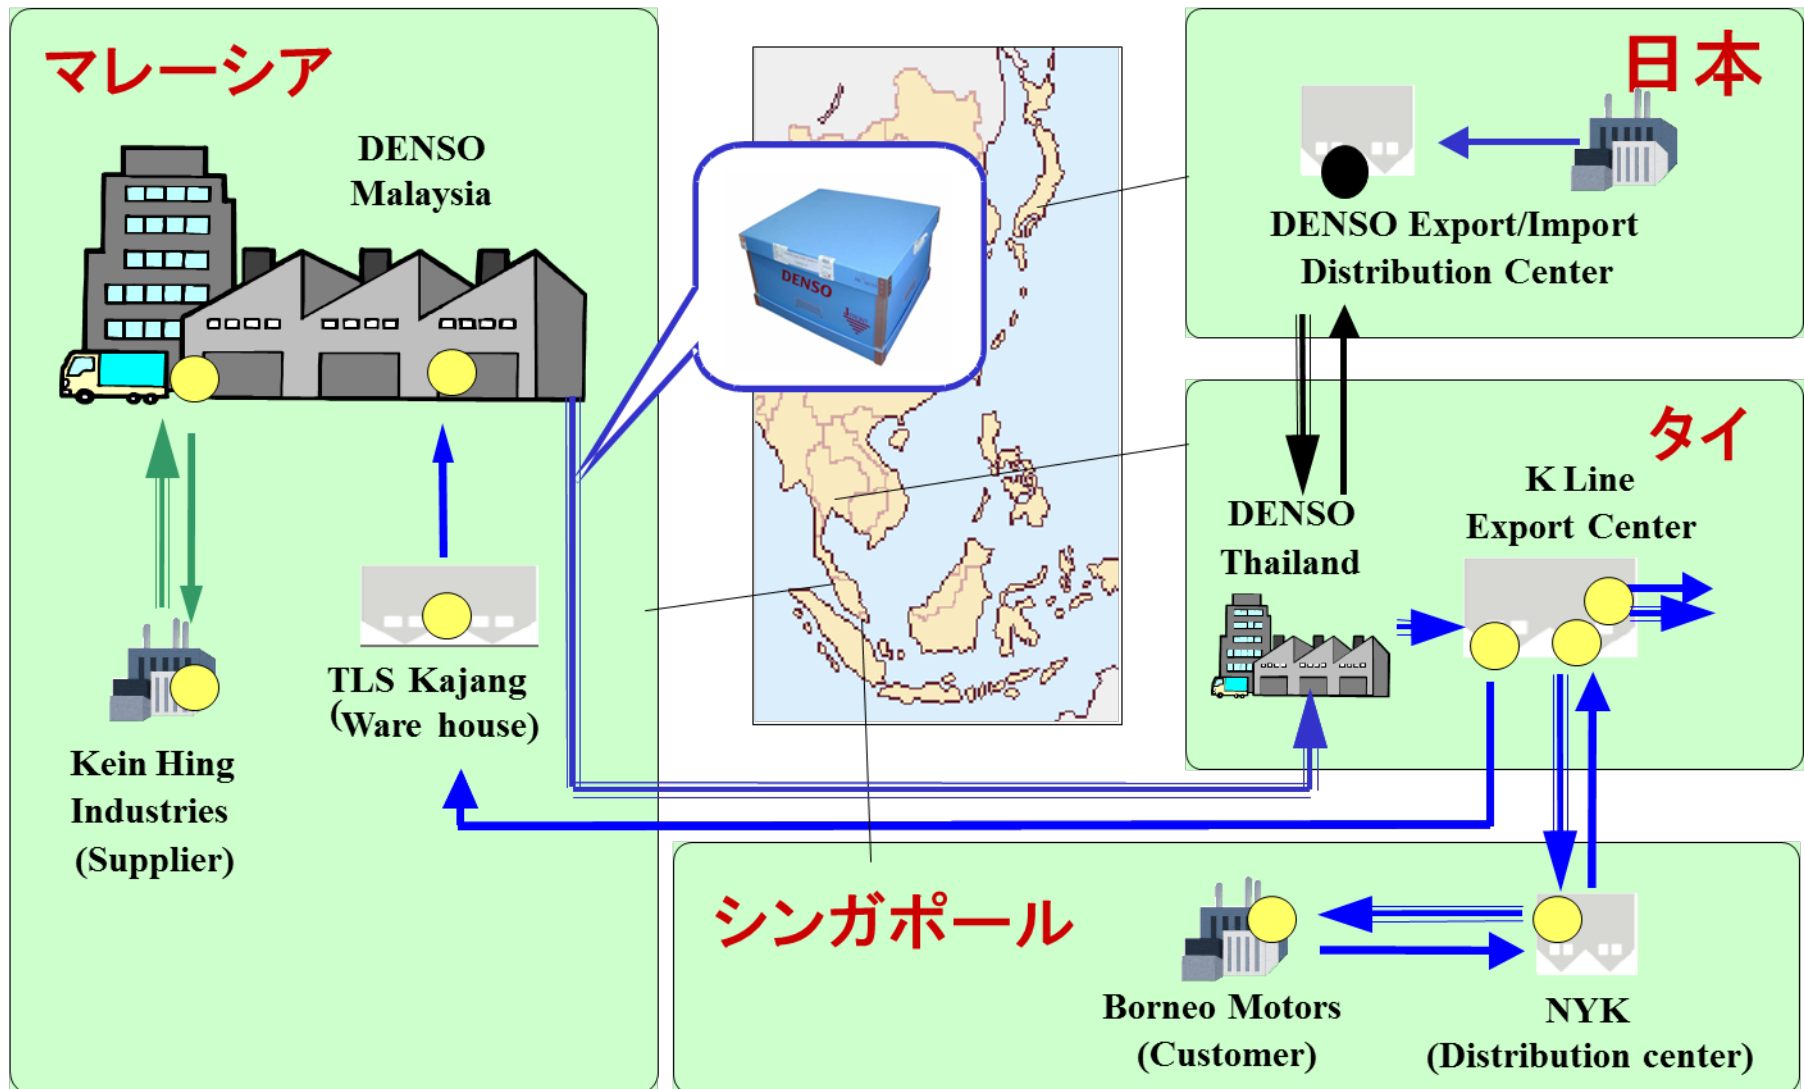 マレーシア
DENSO
Malaysia
Kein Hing
Industries
(Supplier)
TLS Kajang
(Ware house)
DENSO
日本
DENSO Export/Import
Distribution Center
タイ
DENSO
Thailand
K Line
Export Center
シンガポール
Borneo Motors
(Customer)
NYK
(Distribution center)